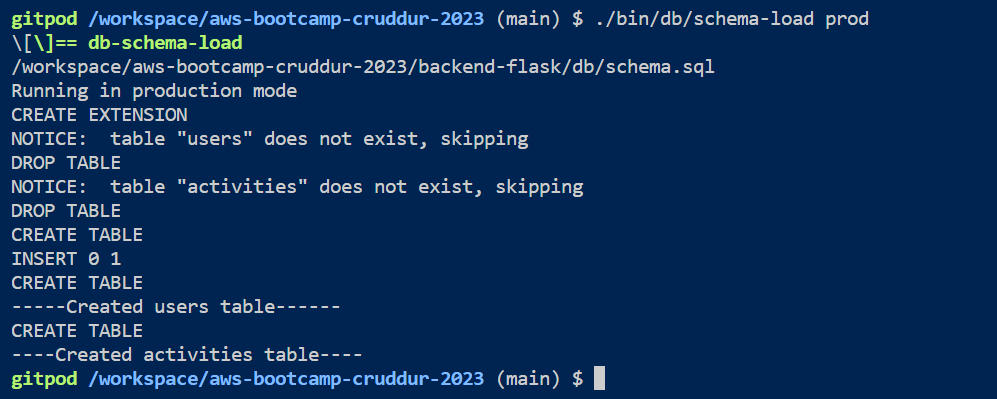 gitpod /workspace/aws-bootcamp-cruddur-2023 (main) $ ./bin/db/schema-load prod
\[\]== db-schema-load
/workspace/aws-bootcamp-cruddur-2023/backend-flask/db/schema.sql
Running in production mode
CREATE EXTENSION
NOTICE:  table "users" does not exist, skipping
DROP TABLE
NOTICE:  table "activities" does not exist, skipping
DROP TABLE
CREATE TABLE
INSERT 0 1
CREATE TABLE
-----Created users table------
CREATE TABLE
----Created activities table----
gitpod /workspace/aws-bootcamp-cruddur-2023 (main) $